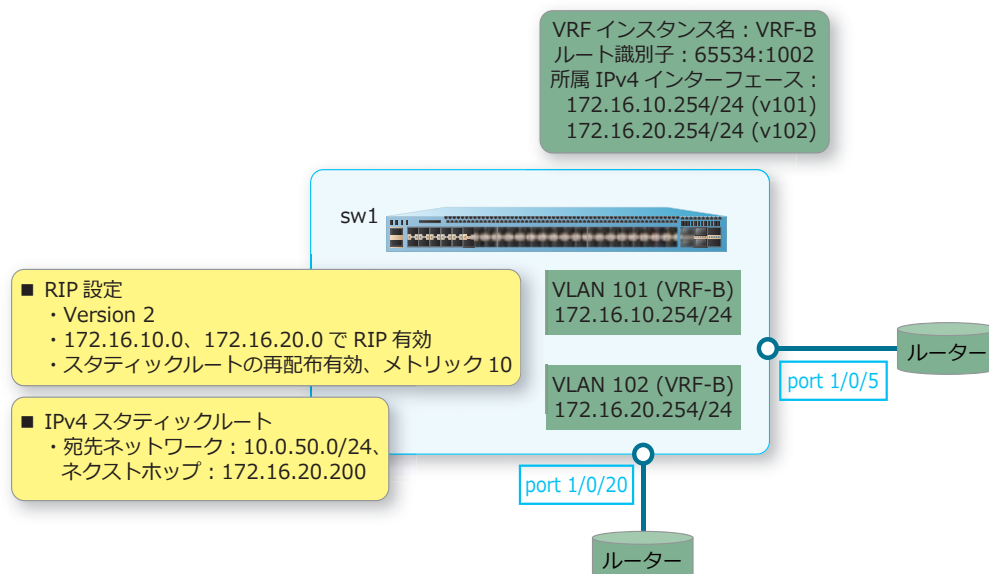 VRF インスタンス名 : VRF-B
ルート識別子 : 65534:1002
所属 IPv4 インターフェース :
172.16.10.254/24 (v101)
172.16.20.254/24 (v102)
sw1
■ RIP 設定
・Version 2
・172.16.10.0、172.16.20.0 で RIP 有効
・スタティックルートの再配布有効、メトリック 10
■ IPv4 スタティックルート
・宛先ネットワーク : 10.0.50.0/24、
ネクストホップ : 172.16.20.200
VLAN 101 (VRF-B)
172.16.10.254/24
VLAN 102 (VRF-B)
172.16.20.254/24
port 1/0/5
ルーター
port 1/0/20
ルーター